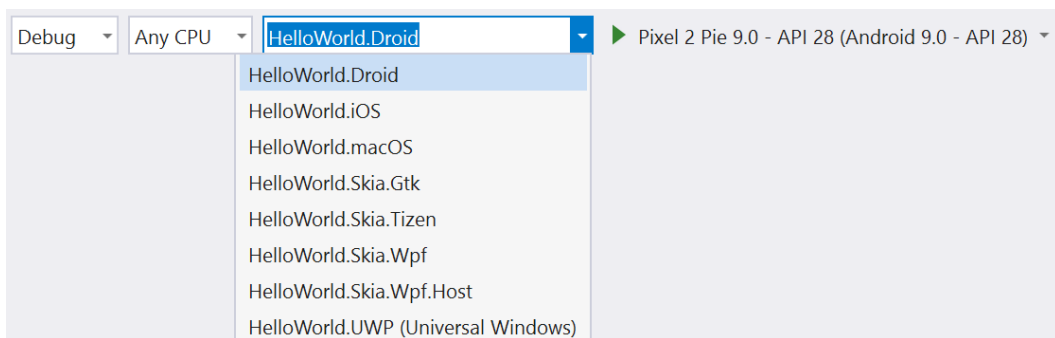 Debug Any CPU HelloWorld.Droid Pixel 2 Pie 9.0 - API 28 (Android 9.0 - API 28)
HelloWorld.Droid
HelloWorld.iOS
HelloWorld.macOS
HelloWorld.Skia.Gtk
HelloWorld.Skia.Tizen
HelloWorld.Skia.Wpf
HelloWorld.Skia.Wpf.Host
HelloWorld.UWP (Universal Windows)